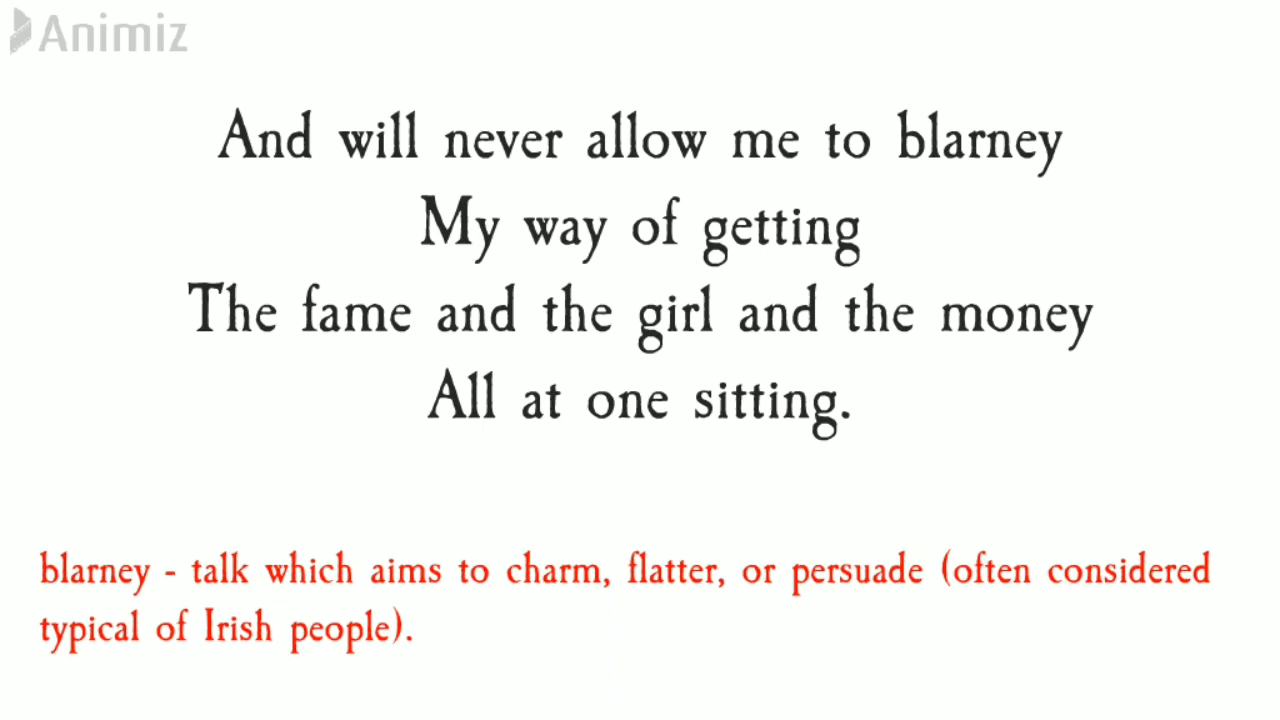 Animiz
And will never allow me to blarney
My way of getting
The fame and the girl and the money
All at one sitting.
blarney - talk which aims to charm, flatter, or persuade (often considered
typical of Irish people).